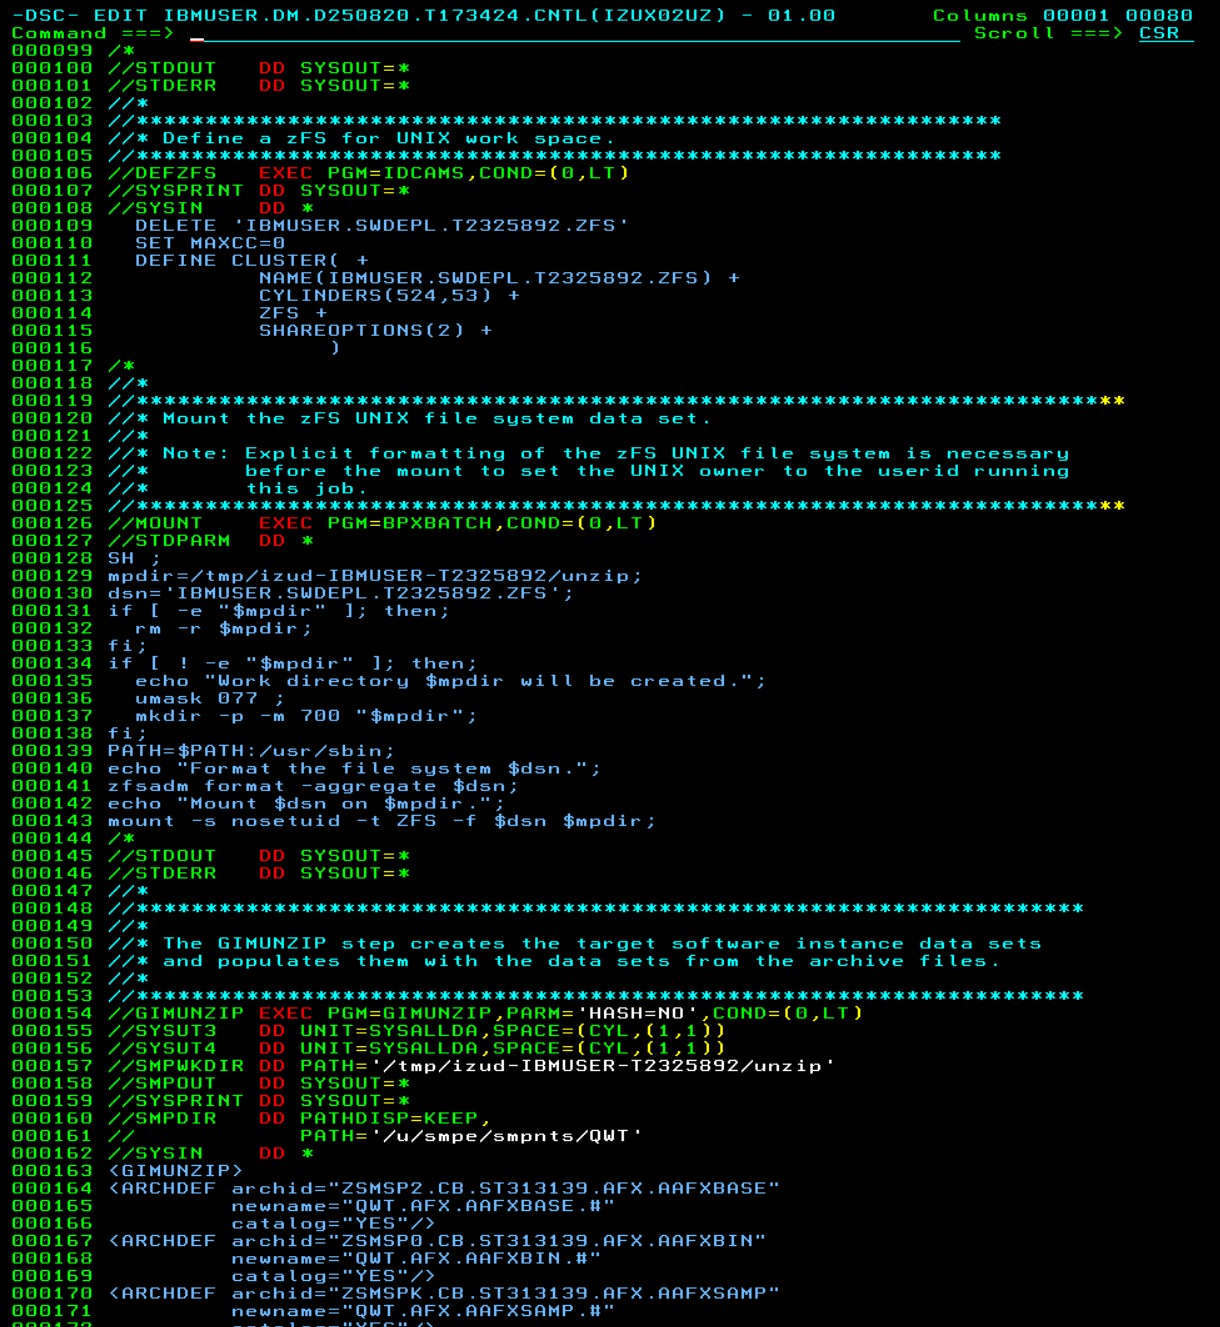 -DSC- EDIT IBMUSER.DM.D250820.T173424.CNTL(IZUX02UZ) - 01.00 Columns 00001 00080
Command ===> _ Scroll ===> CSR
000099 /*
000100 //STDOUT   DD SYSOUT=*
000101 //STDERR   DD SYSOUT=*
000102 //*
000103 //***************************************************************
000104 //* Define a zFS for UNIX work space.
000105 //***************************************************************
000106 //DEFZFS   EXEC PGM=IDCAMS,COND=(0,LT)
000107 //SYSPRINT DD SYSOUT=*
000108 //SYSIN    DD *
000109   DELETE 'IBMUSER.SWDEPL.T2325892.ZFS'
000110   SET MAXCC=0
000111   DEFINE CLUSTER( +
000112            NAME(IBMUSER.SWDEPL.T2325892.ZFS) +
000113            CYLINDERS(524,53) +
000114            ZFS +
000115            SHAREOPTIONS(2) +
000116                 )
000117 /*
000118 //*
000119 //************************************************************************
000120 //* Mount the zFS UNIX file system data set.
000121 //*
000122 //* Note: Explicit formatting of the zFS UNIX file system is necessary
000123 //*       before the mount to set the UNIX owner to the userid running
000124 //*       this job.
000125 //************************************************************************
000126 //MOUNT    EXEC PGM=BPXBATCH,COND=(0,LT)
000127 //STDPARM  DD *
000128 SH ;
000129 mpdir=/tmp/izud-IBMUSER-T2325892/unzip;
000130 dsn='IBMUSER.SWDEPL.T2325892.ZFS';
000131 if [ -e "$mpdir" ]; then;
000132   rm -r $mpdir;
000133 fi;
000134 if [ ! -e "$mpdir" ]; then;
000135   echo "Work directory $mpdir will be created.";
000136   umask 077 ;
000137   mkdir -p -m 700 "$mpdir";
000138 fi;
000139 PATH=$PATH:/usr/sbin;
000140 echo "Format the file system $dsn.";
000141 zfsadm format -aggregate $dsn;
000142 echo "Mount $dsn on $mpdir.";
000143 mount -s nosetuid -t ZFS -f $dsn $mpdir;
000144 /*
000145 //STDOUT   DD SYSOUT=*
000146 //STDERR   DD SYSOUT=*
000147 //*
000148 //*********************************************************************
000149 //*
000150 //* The GIMUNZIP step creates the target software instance data sets
000151 //* and populates them with the data sets from the archive files.
000152 //*
000153 //*********************************************************************
000154 //GIMUNZIP EXEC PGM=GIMUNZIP,PARM='HASH=NO',COND=(0,LT)
000155 //SYSUT3   DD UNIT=SYSALLDA,SPACE=(CYL,(1,1))
000156 //SYSUT4   DD UNIT=SYSALLDA,SPACE=(CYL,(1,1))
000157 //SMPWKDIR DD PATH='/tmp/izud-IBMUSER-T2325892/unzip'
000158 //SMPOUT   DD SYSOUT=*
000159 //SYSPRINT DD SYSOUT=*
000160 //SMPDIR   DD PATHDISP=KEEP,
000161 //            PATH='/u/smpe/smpnts/QWT'
000162 //SYSIN    DD *
000163 <GIMUNZIP>
000164 <ARCHDEF archid="ZSMSP2.CB.ST313139.AFX.AAFXBASE"
000165          newname="QWT.AFX.AAFXBASE.#"
000166          catalog="YES"/>
000167 <ARCHDEF archid="ZSMSP0.CB.ST313139.AFX.AAFXBIN"
000168          newname="QWT.AFX.AAFXBIN.#"
000169          catalog="YES"/>
000170 <ARCHDEF archid="ZSMSPK.CB.ST313139.AFX.AAFXSAMP"
000171          newname="QWT.AFX.AAFXSAMP.#"
000172          catalog="YES"/>